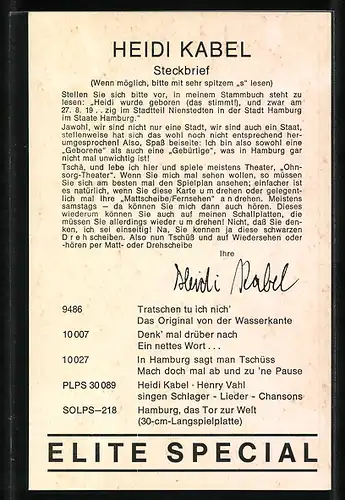 HEIDI KABEL
Steckbrief
(Wenn möglich, bitte mit sehr spitzem „s" lesen)
Stellen Sie sich bitte vor, in meinem Stammbuch steht zu
lesen: „Heidi wurde geboren (das stimmt!), und zwar am
27. 8. 19 . . zig im Stadtteil Nienstedten in der Stadt Hamburg
im Staate Hamburg."
Jawohl, wir sind nicht nur eine Stadt, wir sind auch ein Staat,
stellenweise hat sich das wohl noch nicht entsprechend her-
umgesprochen! Also, Spaß beiseite: Ich bin also sowohl eine
„Geborene" als auch eine „Gebürtige", was in Hamburg gar
nicht mal unwichtig ist!
Tschä, und lebe ich hier und spiele meistens Theater, „Ohn-
sorg-Theater". Wenn Sie mich mal sehen wollen, so müssen
Sie sich am besten mal den Spielplan ansehen; einfacher ist
es natürlich, wenn Sie diese Karte u m drehen oder gelegent-
lich mal Ihre „Mattscheibe/Fernsehen" a n drehen. Meistens
samstags – da können Sie mich dann auch hören. Dieses
wiederum können Sie auch auf meinen Schallplatten, die
müssen Sie allerdings wieder u m drehen! Nicht, daß Sie den-
ken, ich sei einseitig! Na, Sie kennen ja diese schwarzen
D r e h scheiben. Also nun Tschüß und auf Wiedersehen oder
-hören per Matt- oder Drehscheibe
Ihre
Heidi Kabel
9486 Tratschen tu ich nich'
Das Original von der Wasserkante
10 007 Denk' mal drüber nach
Ein nettes Wort . . .
10 027 In Hamburg sagt man Tschüss
Mach doch mal ab und zu 'ne Pause
PLPS 30 089 Heidi Kabel · Henry Vahl
singen Schlager - Lieder - Chansons
SOLPS–218 Hamburg, das Tor zur Welt
(30-cm-Langspielplatte)
ELITE SPECIAL